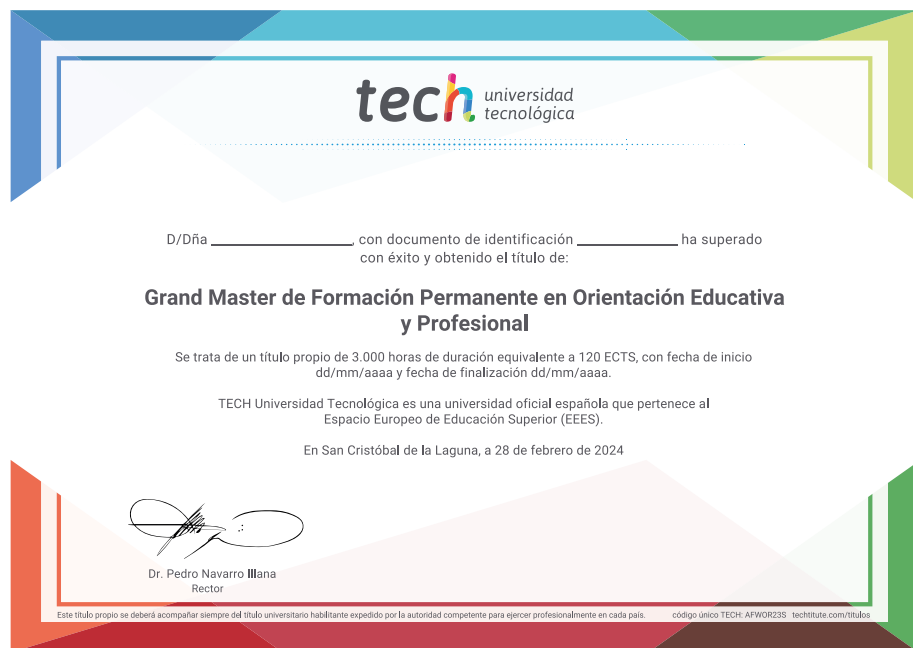 tech universidad
tecnológica
D/Dña ____________________, con documento de identificación ______________ ha superado
con éxito y obtenido el título de:
Grand Master de Formación Permanente en Orientación Educativa
y Profesional
Se trata de un título propio de 3.000 horas de duración equivalente a 120 ECTS, con fecha de inicio
dd/mm/aaaa y fecha de finalización dd/mm/aaaa.
TECH Universidad Tecnológica es una universidad oficial española que pertenece al
Espacio Europeo de Educación Superior (EEES).
En San Cristóbal de la Laguna, a 28 de febrero de 2024
Dr. Pedro Navarro Illana
Rector
Este título propio se deberá acompañar siempre del título universitario habilitante expedido por la autoridad competente para ejercer profesionalmente en cada país. código único TECH: AFWOR23S techtitute.com/titulos